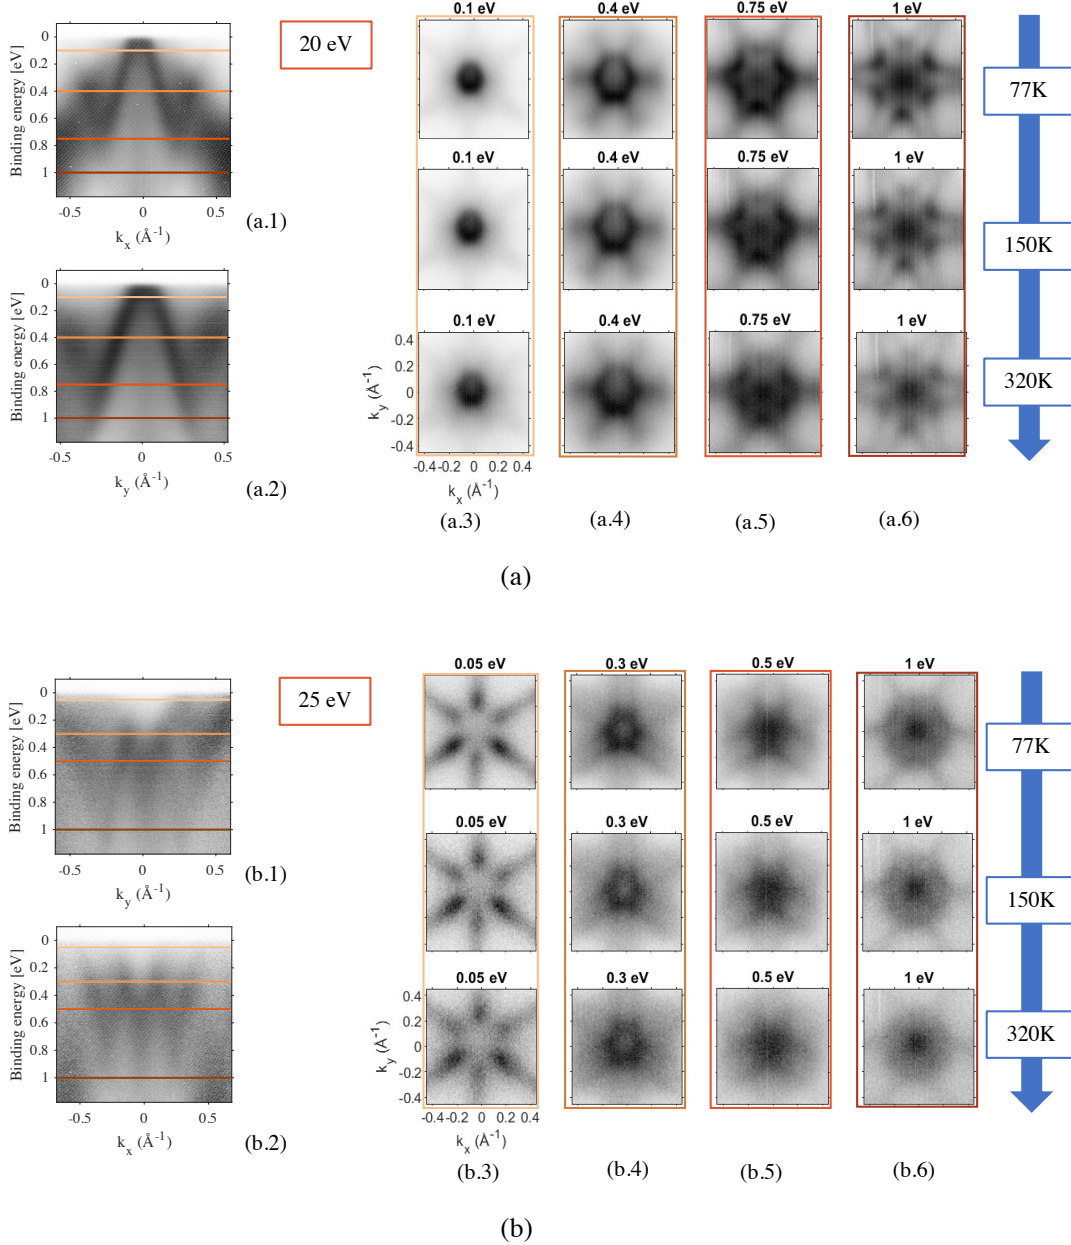 0.1 eV 0.4 eV 0.75 eV 1 eV
20 eV
Binding energy [eV]
0
0.2
0.4
0.6
0.8
1
-0.5 0 0.5
k_x (Å^-1)
(a.1)
77K
0.1 eV 0.4 eV 0.75 eV 1 eV
150K
Binding energy [eV]
0
0.2
0.4
0.6
0.8
1
-0.5 0 0.5
k_y (Å^-1)
(a.2)
0.1 eV 0.4 eV 0.75 eV 1 eV
320K
k_y (Å^-1)
0.4
0.2
0
-0.2
-0.4
-0.4 -0.2 0 0.2 0.4
k_x (Å^-1)
(a.3) (a.4) (a.5) (a.6)
(a)
0.05 eV 0.3 eV 0.5 eV 1 eV
25 eV
Binding energy [eV]
0
0.2
0.4
0.6
0.8
1
-0.5 0 0.5
k_y (Å^-1)
(b.1)
77K
0.05 eV 0.3 eV 0.5 eV 1 eV
150K
Binding energy [eV]
0
0.2
0.4
0.6
0.8
1
-0.5 0 0.5
k_x (Å^-1)
(b.2)
0.05 eV 0.3 eV 0.5 eV 1 eV
320K
k_y (Å^-1)
0.4
0.2
0
-0.2
-0.4
-0.4 -0.2 0 0.2 0.4
k_x (Å^-1)
(b.3) (b.4) (b.5) (b.6)
(b)